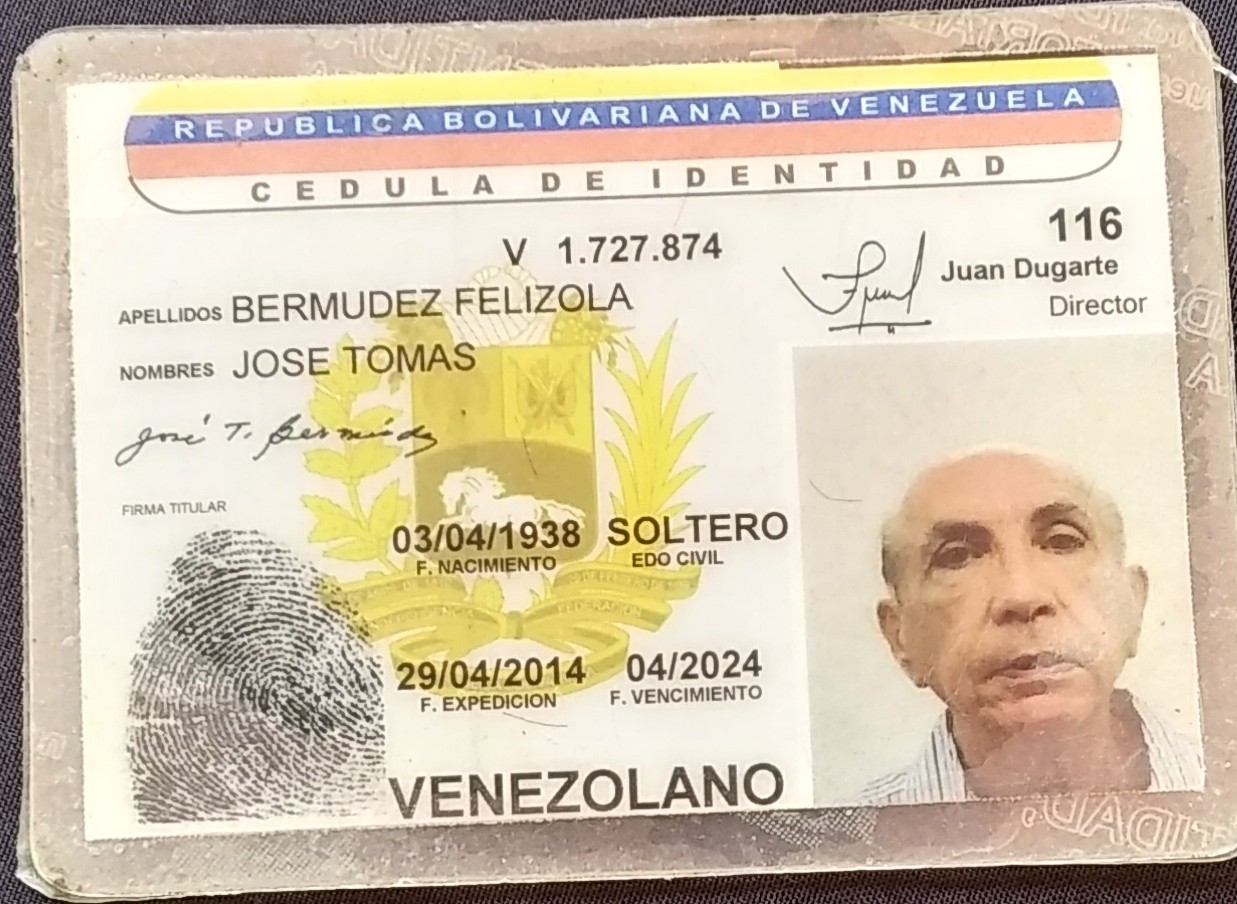 REPUBLICA BOLIVARIANA DE VENEZUELA
CEDULA DE IDENTIDAD
V 1.727.874
116
Juan Dugarte
Director
APELLIDOS BERMUDEZ FELIZOLA
NOMBRES JOSE TOMAS
José T. Bermúdez
FIRMA TITULAR
03/04/1938 SOLTERO
F. NACIMIENTO EDO CIVIL
INDEPENDENCIA FEDERACION
29/04/2014 04/2024
F. EXPEDICION F. VENCIMIENTO
VENEZOLANO